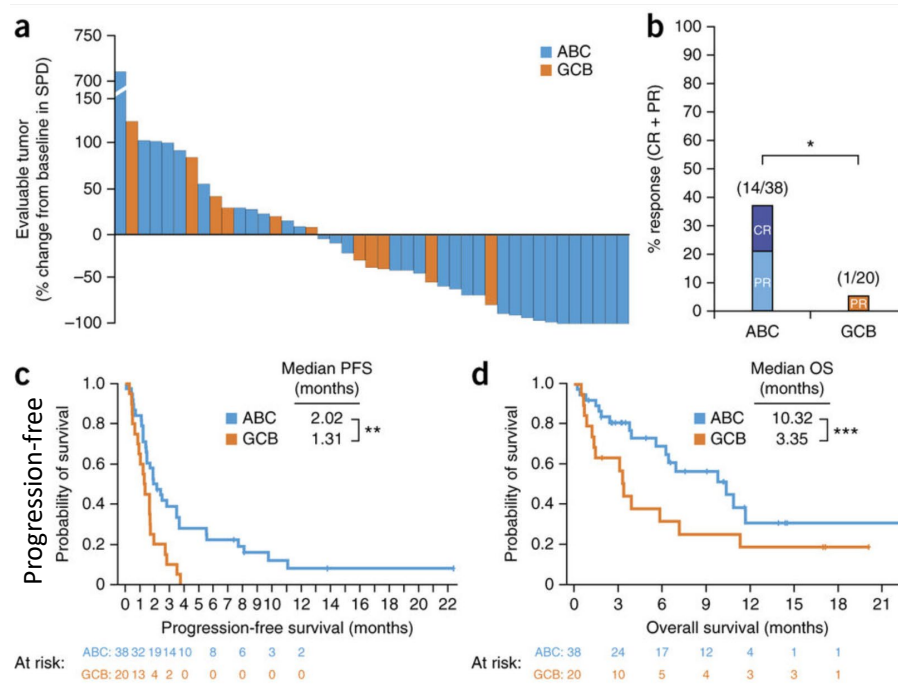 a
750
700
150
100
50
0
−50
−100
Evaluable tumor
(% change from baseline in SPD)
ABC
GCB
b
100
90
80
70
60
50
40
30
20
10
0
% response (CR + PR)
*
(14/38)
CR
PR
(1/20)
PR
ABC GCB
c
Progression-free
Probability of survival
1.0
0.8
0.6
0.4
0.2
0
Median PFS
(months)
ABC 2.02
GCB 1.31
**
0 1 2 3 4 5 6 7 8 9 10 12 14 16 18 20 22
Progression-free survival (months)
At risk:
ABC: 38 32 19 14 10 8 6 3 2
GCB: 20 13 4 2 0 0 0 0 0
d
Probability of survival
1.0
0.8
0.6
0.4
0.2
0
Median OS
(months)
ABC 10.32
GCB 3.35
***
0 3 6 9 12 15 18 21
Overall survival (months)
At risk:
ABC: 38 24 17 12 4 1 1
GCB: 20 10 5 4 3 3 1